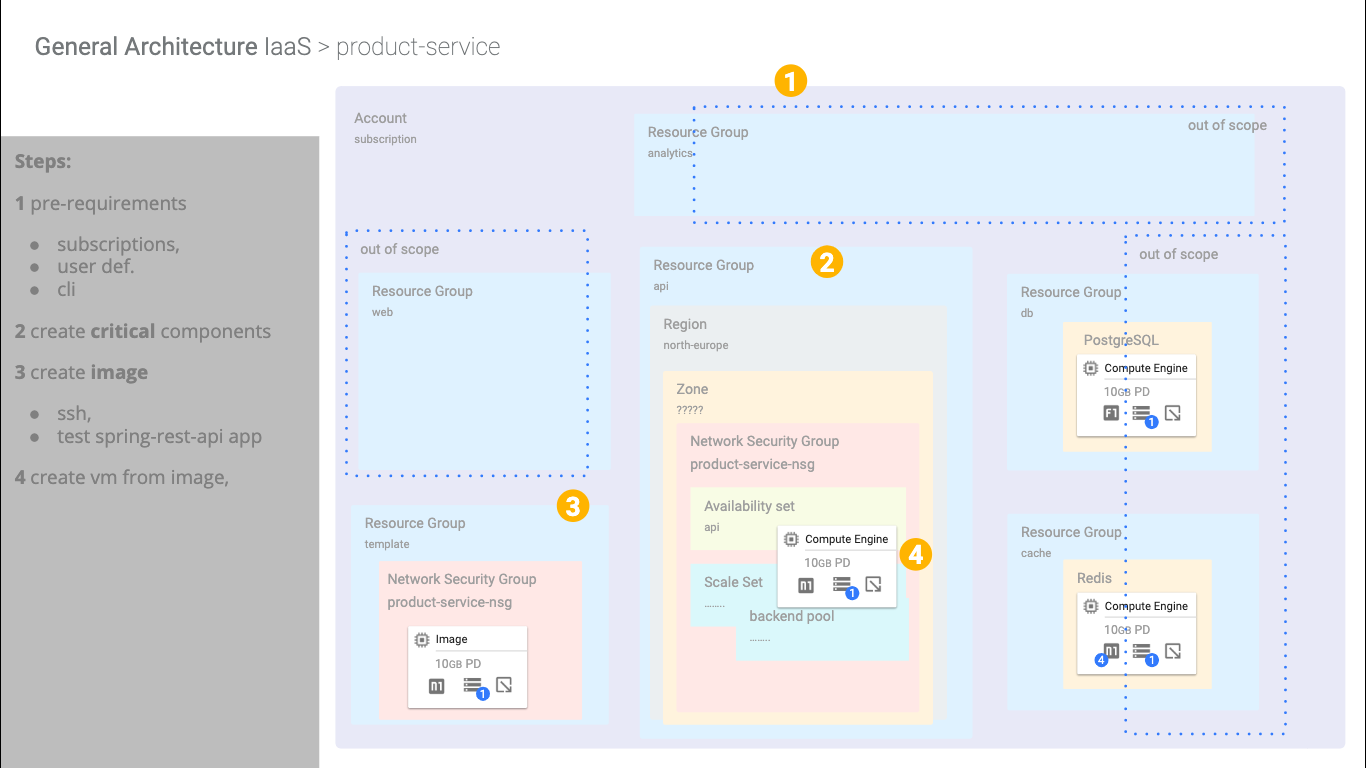 General Architecture IaaS > product-service
Steps:
1 pre-requirements
● subscriptions,
● user def.
● cli
2 create critical components
3 create image
● ssh,
● test spring-rest-api app
4 create vm from image,
1
Account
subscription
Resource Group
analytics
out of scope
out of scope
Resource Group
web
2
Resource Group
api
Region
north-europe
Zone
?????
Network Security Group
product-service-nsg
Availability set
api
Compute Engine
10GB PD
n1
1
4
Scale Set
........
backend pool
........
out of scope
Resource Group
db
PostgreSQL
Compute Engine
10GB PD
F1
1
3
Resource Group
template
Network Security Group
product-service-nsg
Image
10GB PD
n1
1
Resource Group
cache
Redis
Compute Engine
10GB PD
4
n1
1